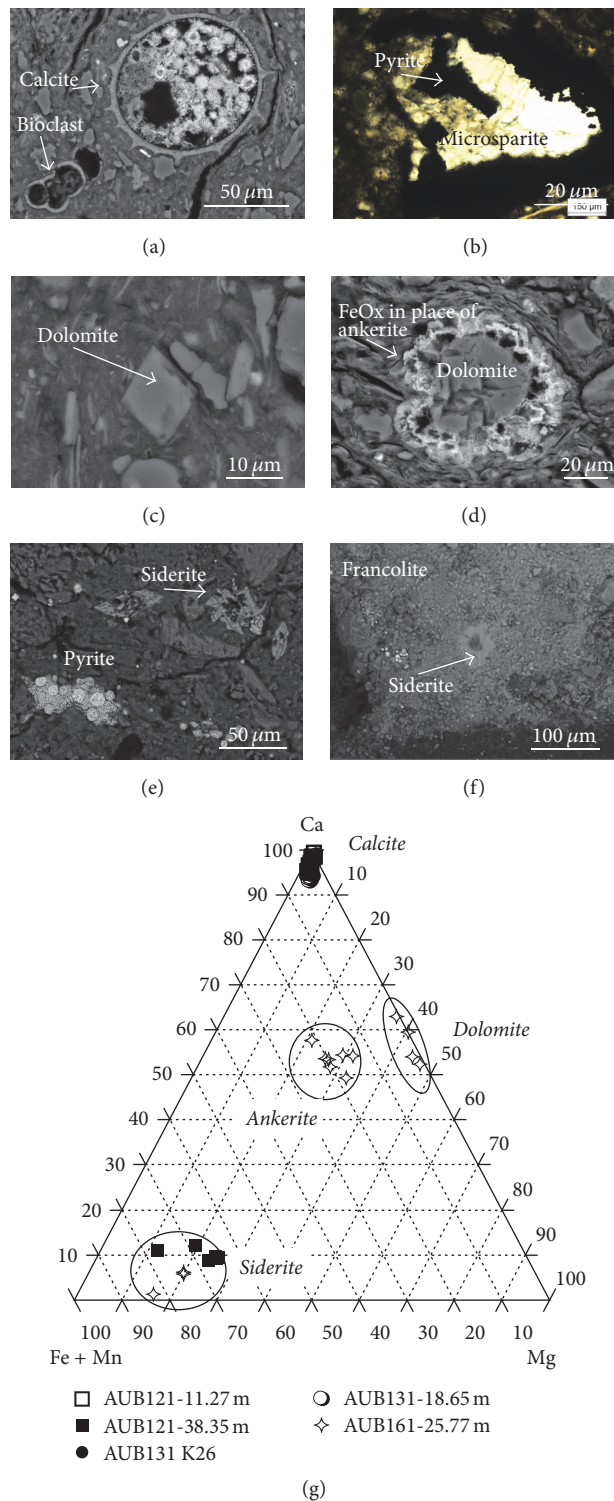 Calcite
Bioclast
50 μm
(a)
Pyrite
Microsparite
20 μm
150 μm
(b)
Dolomite
10 μm
(c)
FeOx in place of
ankerite
Dolomite
20 μm
(d)
Siderite
Pyrite
50 μm
(e)
Francolite
Siderite
100 μm
(f)
Ca
100
Calcite
90
10
80
20
70
30
60
40
Dolomite
50
50
40
Ankerite
60
30
70
20
80
10
Siderite
90
100
100 90 80 70 60 50 40 30 20 10
Fe + Mn
Mg
AUB121-11.27 m
AUB131-18.65 m
AUB121-38.35 m
AUB161-25.77 m
AUB131 K26
(g)